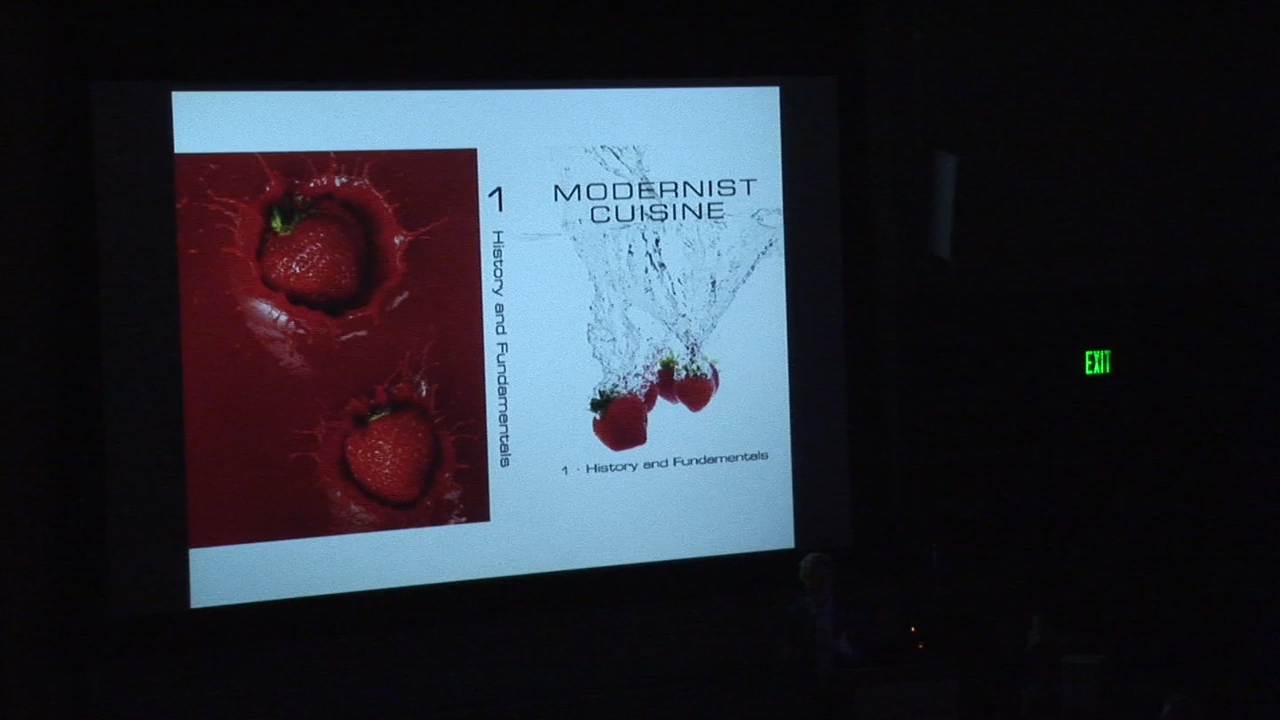 1
History and Fundamentals
MODERNIST
CUISINE
1 · History and Fundamentals
EXIT